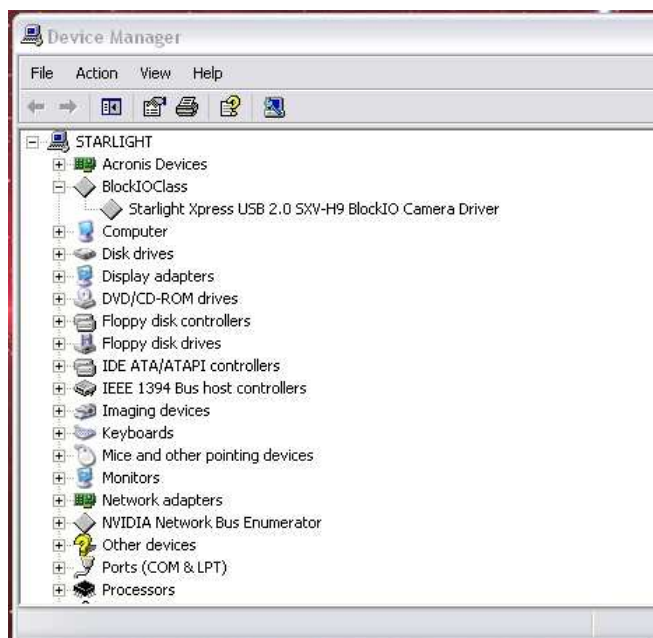 Device Manager
File Action View Help
STARLIGHT
Acronis Devices
BlockIOClass
Starlight Xpress USB 2.0 SXV-H9 BlockIO Camera Driver
Computer
Disk drives
Display adapters
DVD/CD-ROM drives
Floppy disk controllers
Floppy disk drives
IDE ATA/ATAPI controllers
IEEE 1394 Bus host controllers
Imaging devices
Keyboards
Mice and other pointing devices
Monitors
Network adapters
NVIDIA Network Bus Enumerator
Other devices
Ports (COM & LPT)
Processors